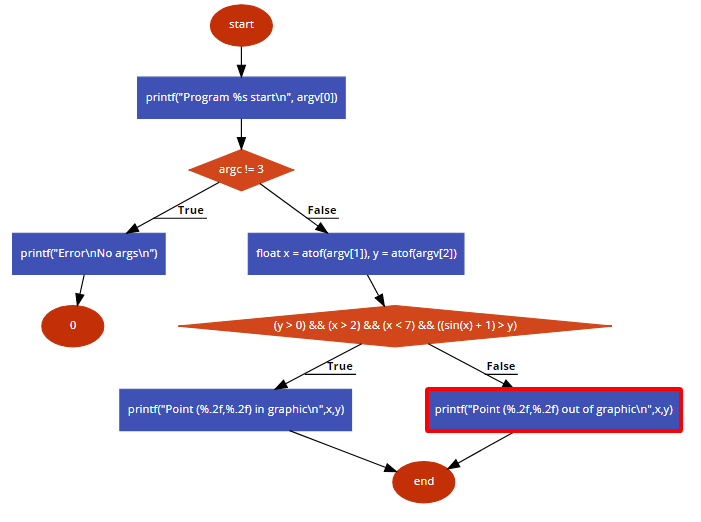 start
printf("Program %s start\n", argv[0])
argc != 3
True
False
printf("Error\nNo args\n")
float x = atof(argv[1]), y = atof(argv[2])
0
(y > 0) && (x > 2) && (x < 7) && ((sin(x) + 1) > y)
True
False
printf("Point (%.2f,%.2f) in graphic\n",x,y)
printf("Point (%.2f,%.2f) out of graphic\n",x,y)
end